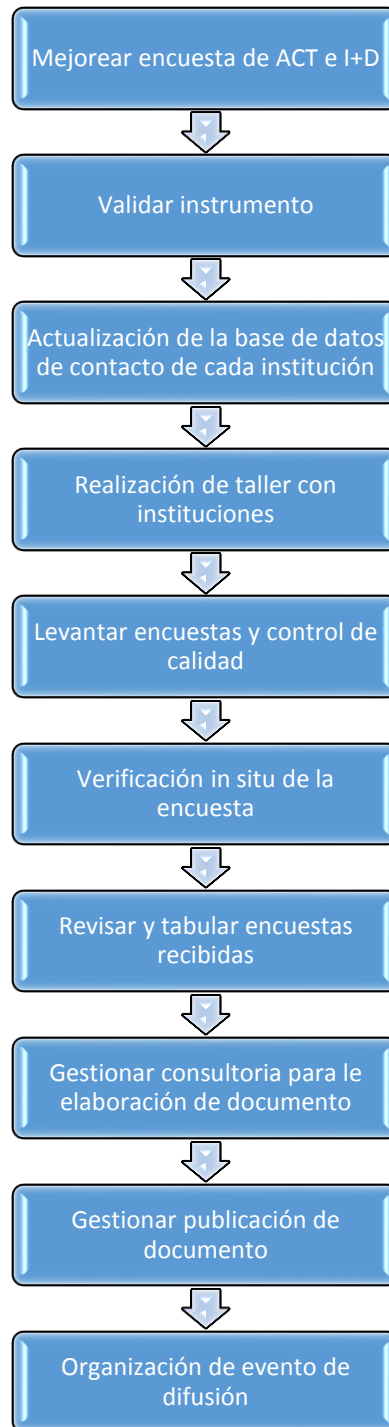 Mejorear encuesta de ACT e I+D
Validar instrumento
Actualización de la base de datos
de contacto de cada institución
Realización de taller con
instituciones
Levantar encuestas y control de
calidad
Verificación in situ de la
encuesta
Revisar y tabular encuestas
recibidas
Gestionar consultoria para le
elaboración de documento
Gestionar publicación de
documento
Organización de evento de
difusión